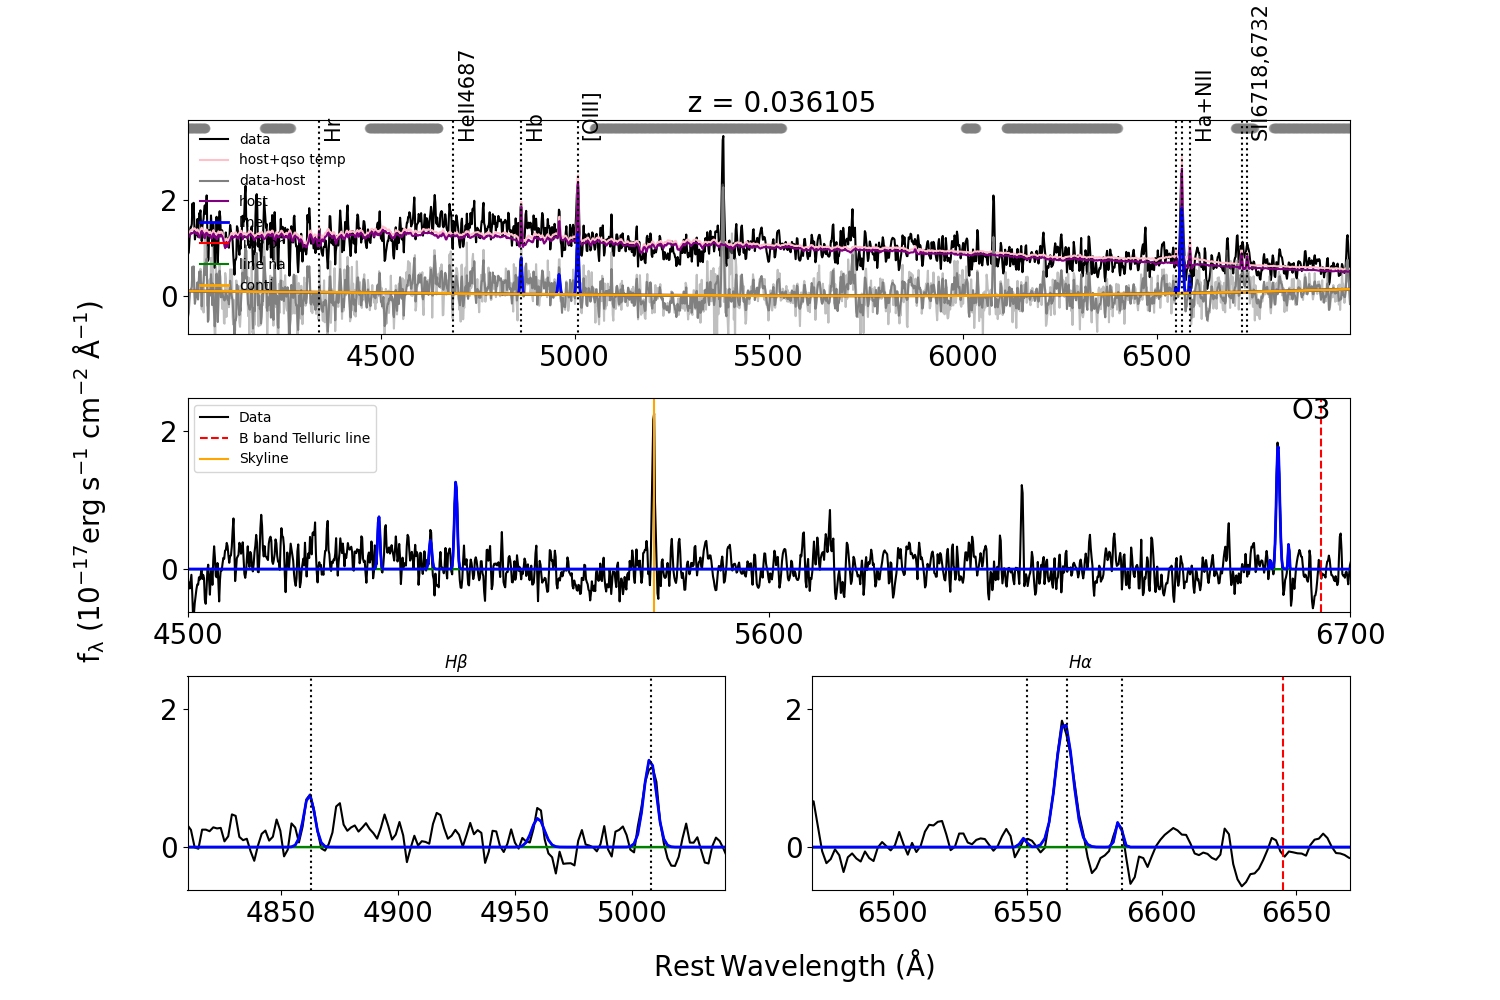 z = 0.036105
Hr
HeII4687
Hb
[OIII]
Ha+NII
SII6718,6732
data
host+qso temp
data-host
host
line na
conti
2
0
4500
5000
5500
6000
6500
O3
Data
B band Telluric line
Skyline
2
0
4500
5600
6700
fλ (10⁻¹⁷erg s⁻¹ cm⁻² Å⁻¹)
Hβ
2
0
4850
4900
4950
5000
Hα
2
0
6500
6550
6600
6650
Rest Wavelength (Å)